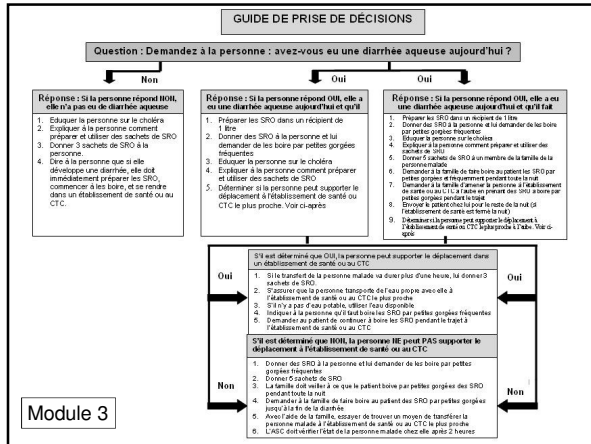 GUIDE DE PRISE DE DÉCISIONS
Question : Demandez à la personne : avez-vous eu une diarrhée aqueuse aujourd'hui ?
Non
Oui
Oui
Réponse : Si la personne répond NON,
elle n'a pas eu de diarrhée aqueuse
1. Eduquer la personne sur le choléra
2. Expliquer à la personne comment
préparer et utiliser des sachets de SRO
3. Donner 3 sachets de SRO à la
personne.
4. Dire à la personne que si elle
développe une diarrhée, elle doit
immédiatement préparer les SRO,
commencer à les boire, et se rendre
dans un établissement de santé ou au
CTC.
Réponse : Si la personne répond OUI, elle a
eu une diarrhée aqueuse aujourd'hui et qu'il
1. Préparer les SRO dans un récipient de
1 litre
2. Donner des SRO à la personne et lui
demander de les boire par petites gorgées
fréquentes
3. Eduquer la personne sur le choléra
4. Expliquer à la personne comment préparer
et utiliser des sachets de SRO
5. Déterminer si la personne peut supporter le
déplacement à l'établissement de santé ou
CTC le plus proche. Voir ci-après
Réponse : Si la personne répond OUI, elle a eu
une diarrhée aqueuse aujourd'hui et qu'il fait
1. Préparer les SRO dans un récipient de 1 litre
2. Donner des SRO à la personne et lui demander de les boire
par petites gorgées fréquentes
3. Eduquer la personne sur le choléra
4. Expliquer à la personne comment préparer et utiliser des
sachets de SRO
5. Donner 5 sachets de SRO à un membre de la famille de la
personne malade
6. Demander à la famille de faire boire au patient les SRO par
petites gorgées et fréquemment pendant toute la nuit
7. Demander à la famille d'amener la personne à l'établissement
de santé ou au CTC à l'aube en prenant des SRO à boire par
petites gorgées pendant le trajet
8. Envoyer le patient chez lui pour le reste de la nuit (si
l'établissement de santé est fermé la nuit)
9. Déterminer si la personne peut supporter le déplacement à
l'établissement de santé ou CTC le plus proche à l'aube. Voir ci-
après
S'il est déterminé que OUI, la personne peut supporter le déplacement dans
un établissement de santé ou au CTC
Oui
Oui
1. Si le transfert de la personne malade va durer plus d'une heure, lui donner 3
sachets de SRO.
2. S'assurer que la personne transporte de l'eau propre avec elle à
l'établissement de santé ou au CTC le plus proche
3. S'il n'y a pas d'eau potable, utiliser l'eau disponible
4. Indiquer à la personne qu'il faut boire les SRO par petites gorgées fréquentes
5. Demander au patient de continuer à boire les SRO pendant le trajet à
l'établissement de santé ou au CTC
S'il est déterminé que NON, la personne NE peut PAS supporter le
déplacement à l'établissement de santé ou au CTC
Non
Non
1. Donner des SRO à la personne et lui demander de les boire par petites
gorgées fréquentes
2. Donner 5 sachets de SRO
3. La famille doit veiller à ce que le patient boive par petites gorgées des SRO
pendant toute la nuit
4. Demander à la famille de faire boire au patient des SRO par petites gorgées
jusqu'à la fin de la diarrhée
5. Avec l'aide de la famille, essayer de trouver un moyen de transférer la
personne malade à l'établissement de santé ou au CTC le plus proche
6. L'ASC doit vérifier l'état de la personne malade chez elle après 2 heures
Module 3